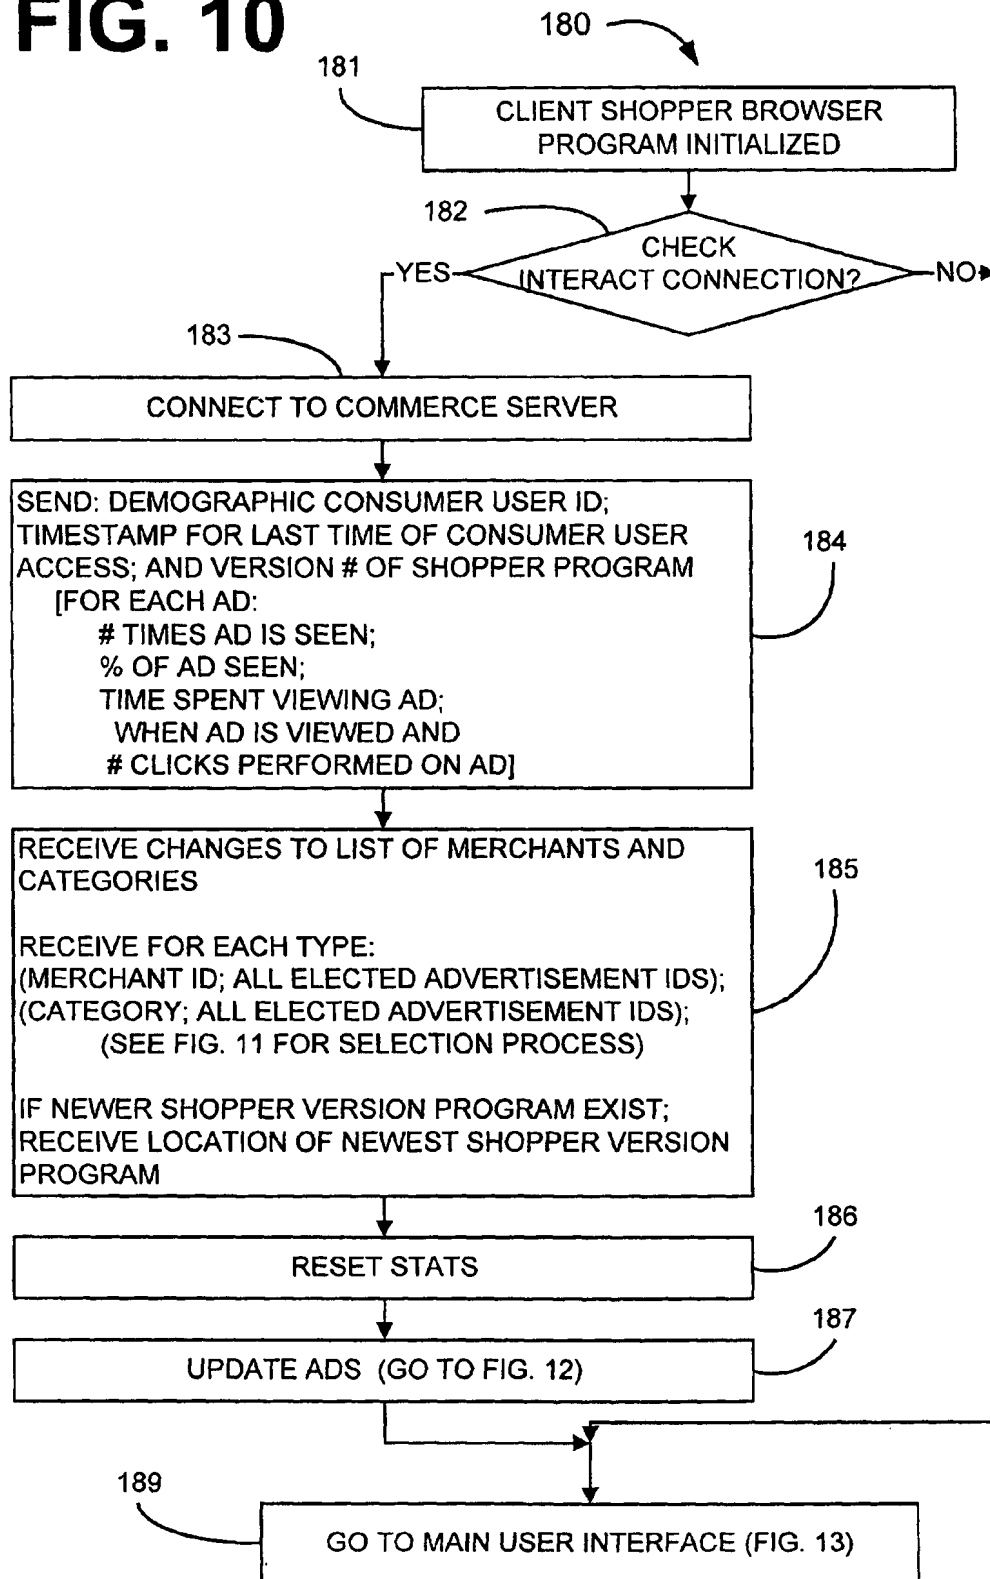 FIG. 10
180
181
CLIENT SHOPPER BROWSER
PROGRAM INITIALIZED
182
CHECK
INTERACT CONNECTION?
YES
NO
183
CONNECT TO COMMERCE SERVER
SEND: DEMOGRAPHIC CONSUMER USER ID;
TIMESTAMP FOR LAST TIME OF CONSUMER USER
ACCESS; AND VERSION # OF SHOPPER PROGRAM
[FOR EACH AD:
# TIMES AD IS SEEN;
% OF AD SEEN;
TIME SPENT VIEWING AD;
WHEN AD IS VIEWED AND
# CLICKS PERFORMED ON AD]
184
RECEIVE CHANGES TO LIST OF MERCHANTS AND
CATEGORIES
RECEIVE FOR EACH TYPE:
(MERCHANT ID; ALL ELECTED ADVERTISEMENT IDS);
(CATEGORY; ALL ELECTED ADVERTISEMENT IDS);
(SEE FIG. 11 FOR SELECTION PROCESS)
IF NEWER SHOPPER VERSION PROGRAM EXIST;
RECEIVE LOCATION OF NEWEST SHOPPER VERSION
PROGRAM
185
RESET STATS
186
UPDATE ADS (GO TO FIG. 12)
187
189
GO TO MAIN USER INTERFACE (FIG. 13)